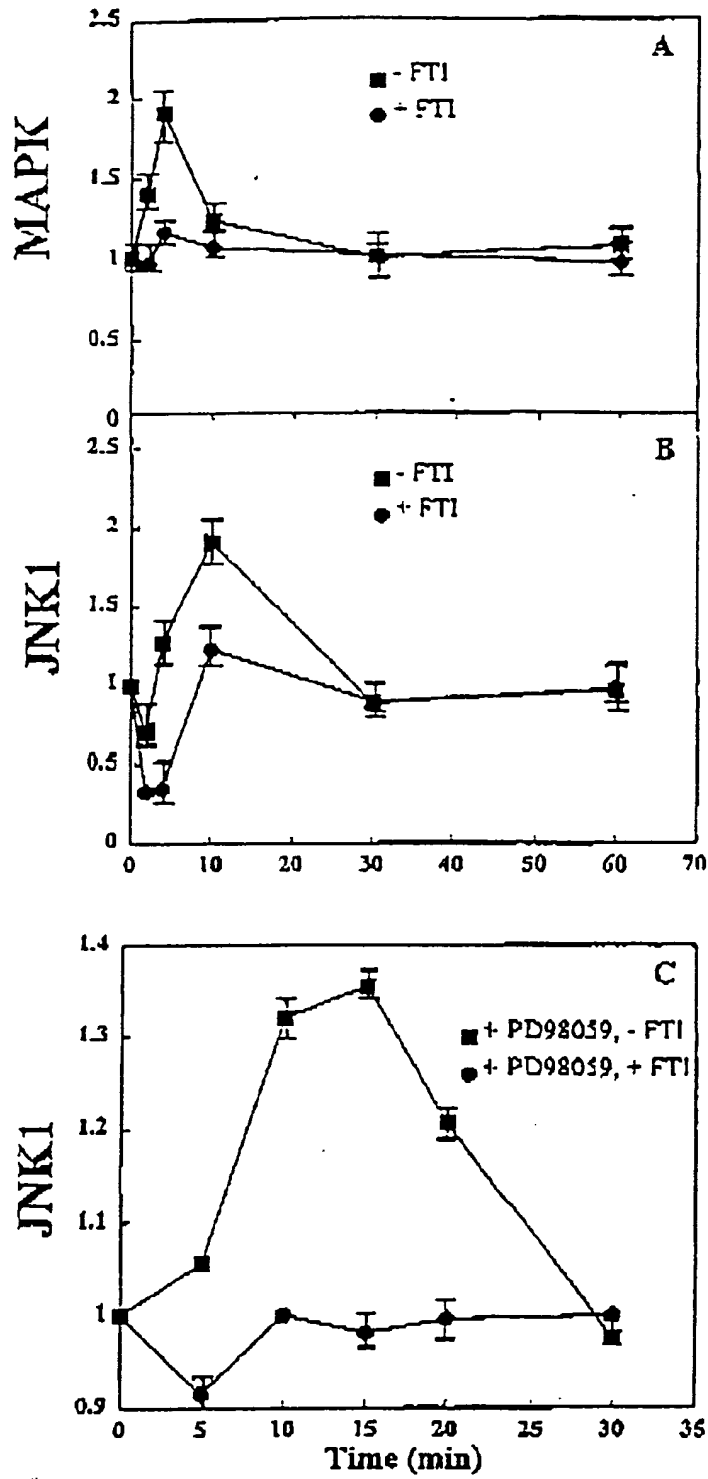 A
2.5
2
1.5
1
0.5
0
MAPK
- FTI
+ FTI
B
2.5
2
1.5
1
0.5
0
JNK1
- FTI
+ FTI
0 10 20 30 40 50 60 70
C
1.4
1.3
1.2
1.1
1
0.9
JNK1
+ PD98059, - FTI
+ PD98059, + FTI
0 5 10 15 20 25 30 35
Time (min)